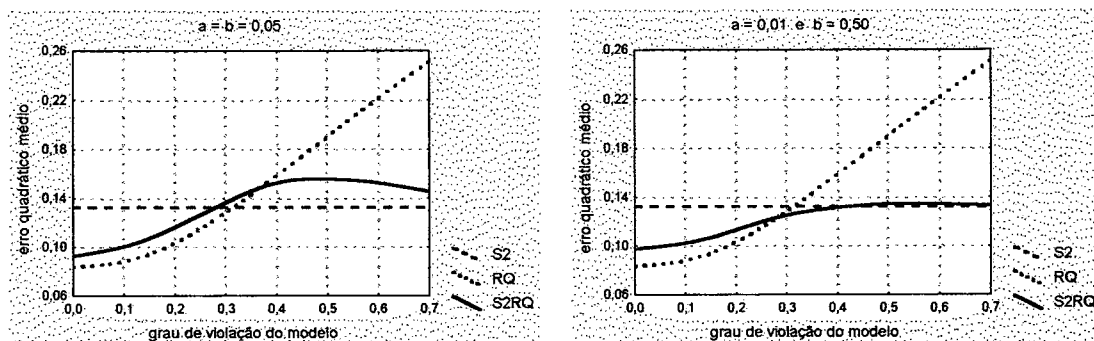 a = b = 0,05
erro quadrático médio
0,26
0,22
0,18
0,14
0,10
0,06
0,0 0,1 0,2 0,3 0,4 0,5 0,6 0,7
grau de violação do modelo
S2
RQ
S2RQ
a = 0,01 e b = 0,50
erro quadrático médio
0,26
0,22
0,18
0,14
0,10
0,06
0,0 0,1 0,2 0,3 0,4 0,5 0,6 0,7
grau de violação do modelo
S2
RQ
S2RQ